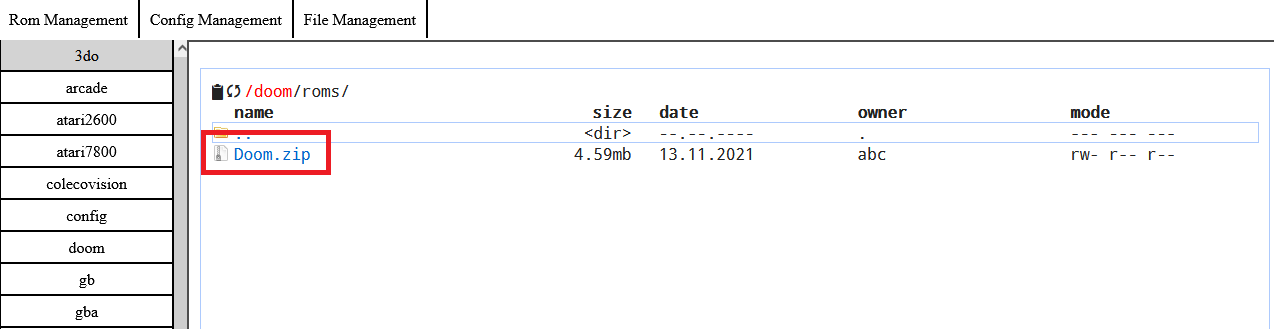 Rom Management Config Management File Management
3do
arcade
atari2600
atari7800
colecovision
config
doom
gb
gba
/doom/roms/
name size date owner mode
.. <dir> --.--.---- . --- --- ---
Doom.zip 4.59mb 13.11.2021 abc rw- r-- r--